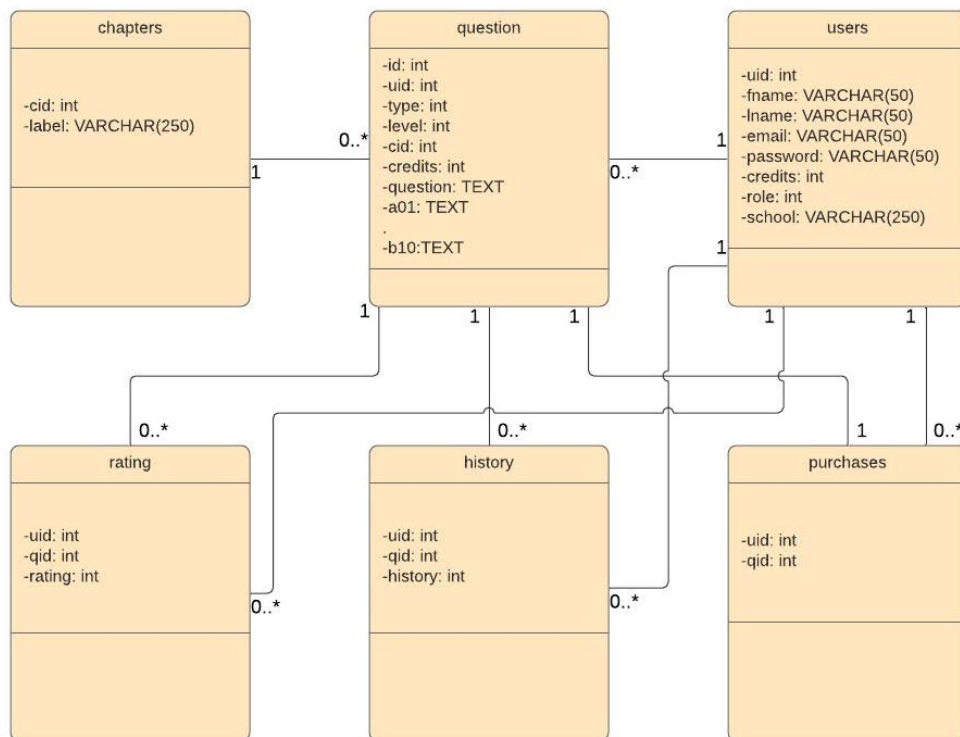 chapters
-cid: int
-label: VARCHAR(250)
question
-id: int
-uid: int
-type: int
-level: int
-cid: int
-credits: int
-question: TEXT
-a01: TEXT
.
-b10:TEXT
users
-uid: int
-fname: VARCHAR(50)
-lname: VARCHAR(50)
-email: VARCHAR(50)
-password: VARCHAR(50)
-credits: int
-role: int
-school: VARCHAR(250)
0..*
1
1
0..*
1
1
1
1
1
1
0..*
0..*
1
0..*
rating
-uid: int
-qid: int
-rating: int
0..*
history
-uid: int
-qid: int
-history: int
0..*
purchases
-uid: int
-qid: int